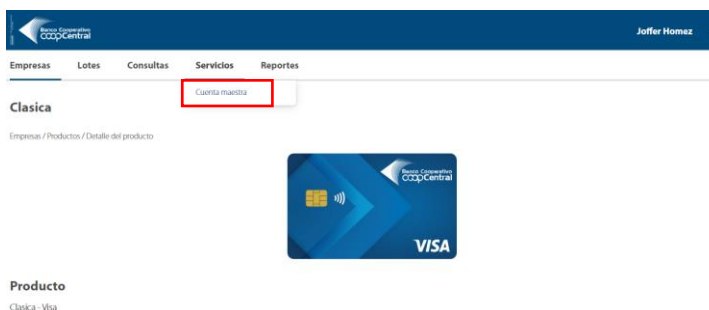 Banco Cooperativo
coopCentral
Joffer Homez
Empresas Lotes Consultas Servicios Reportes
Cuenta maestra
Clasica
Empresas / Productos / Detalle del producto
Banco Cooperativo
coopCentral
VISA
Producto
Clasica - Visa